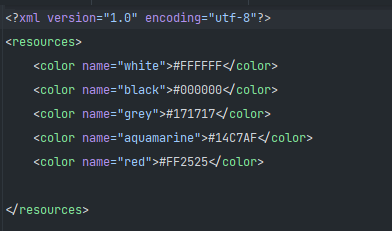 <?xml version="1.0" encoding="utf-8"?>
<resources>
    <color name="white">#FFFFFF</color>
    <color name="black">#000000</color>
    <color name="grey">#171717</color>
    <color name="aquamarine">#14C7AF</color>
    <color name="red">#FF2525</color>

</resources>